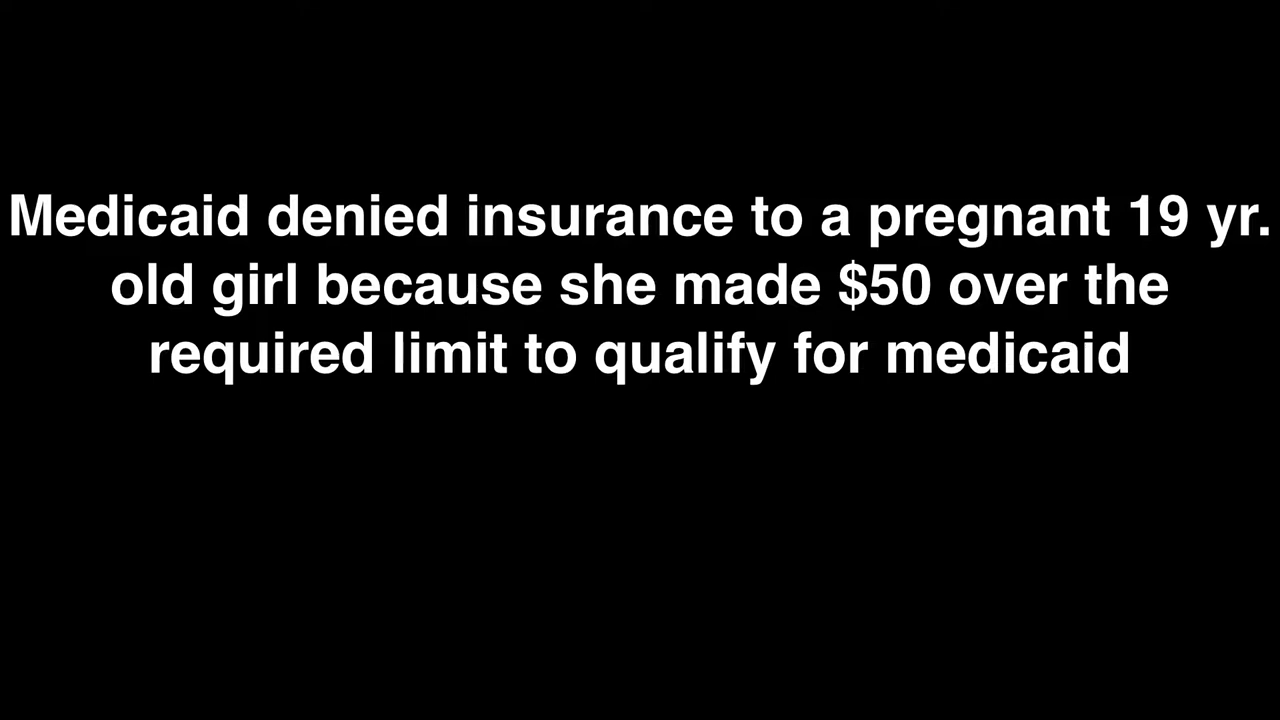 Medicaid denied insurance to a pregnant 19 yr.
old girl because she made $50 over the
required limit to qualify for medicaid